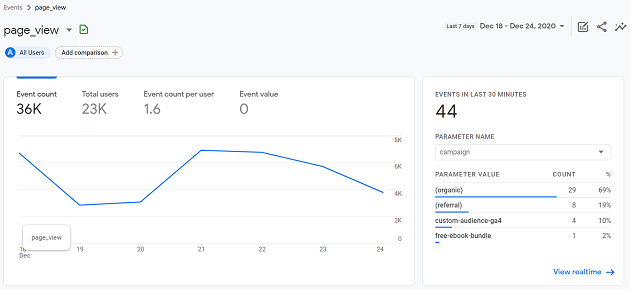 Events > page_view
page_view
Last 7 days Dec 18 - Dec 24, 2020
A All Users Add comparison +
Event count Total users Event count per user Event value
36K 23K 1.6 0
8K
6K
4K
2K
0
page_view
18 19 20 21 22 23 24
Dec
EVENTS IN LAST 30 MINUTES
44
PARAMETER NAME
campaign
PARAMETER VALUE COUNT %
(organic) 29 69%
(referral) 8 19%
custom-audience-ga4 4 10%
free-ebook-bundle 1 2%
View realtime